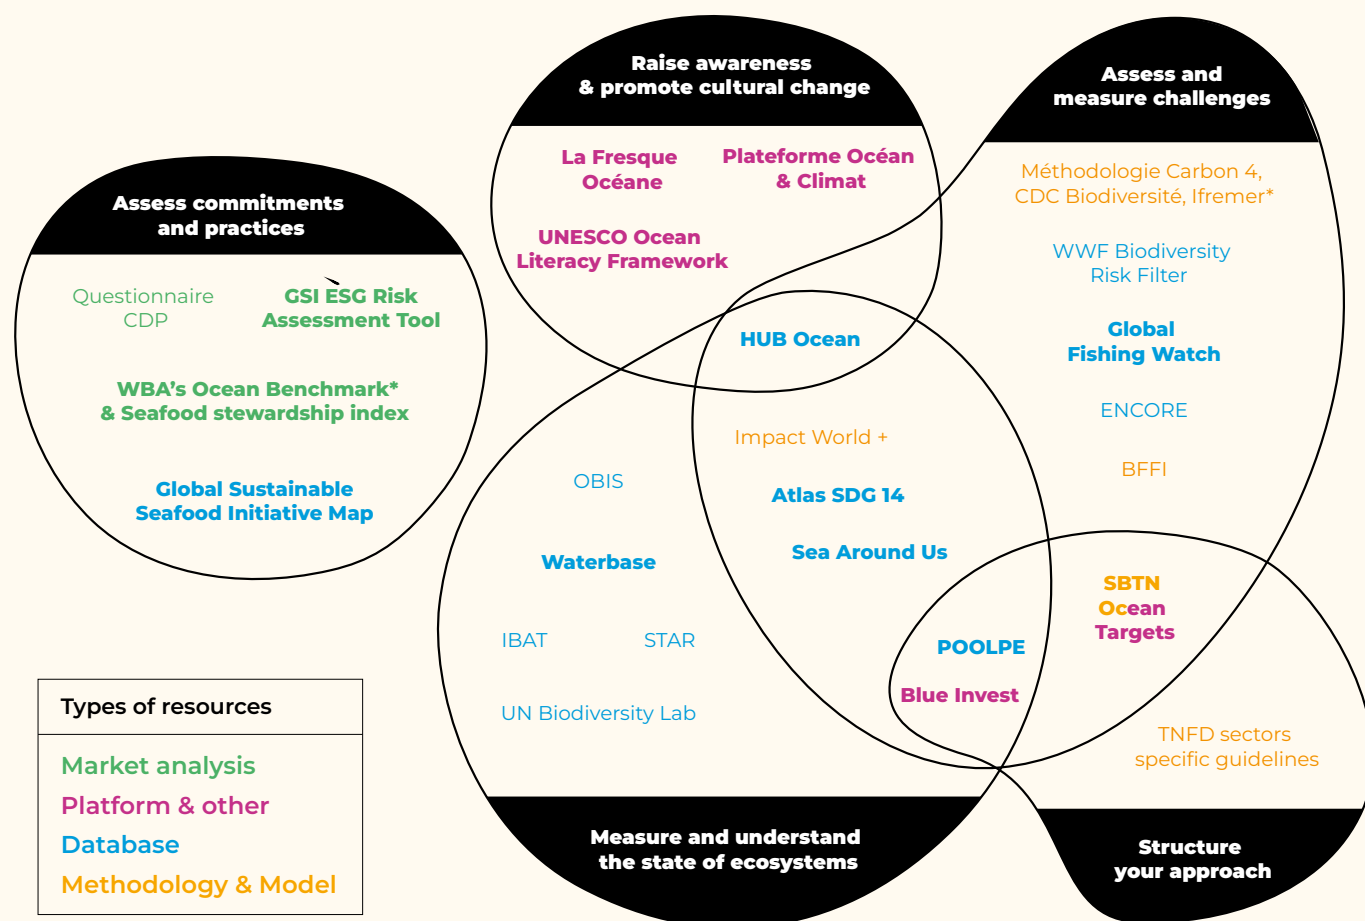 Raise awareness
& promote cultural change
La Fresque
Océane
Plateforme Océan
& Climat
UNESCO Ocean
Literacy Framework
HUB Ocean
Assess and
measure challenges
Méthodologie Carbon 4,
CDC Biodiversité, Ifremer*
WWF Biodiversity
Risk Filter
Global
Fishing Watch
ENCORE
BFFI
Assess commitments
and practices
Questionnaire
CDP
GSI ESG Risk
Assessment Tool
WBA's Ocean Benchmark*
& Seafood stewardship index
Global Sustainable
Seafood Initiative Map
Impact World +
Atlas SDG 14
Sea Around Us
OBIS
Waterbase
IBAT
STAR
UN Biodiversity Lab
POOLPE
Blue Invest
SBTN
Ocean
Targets
TNFD sectors
specific guidelines
Measure and understand
the state of ecosystems
Structure
your approach
Types of resources
Market analysis
Platform & other
Database
Methodology & Model